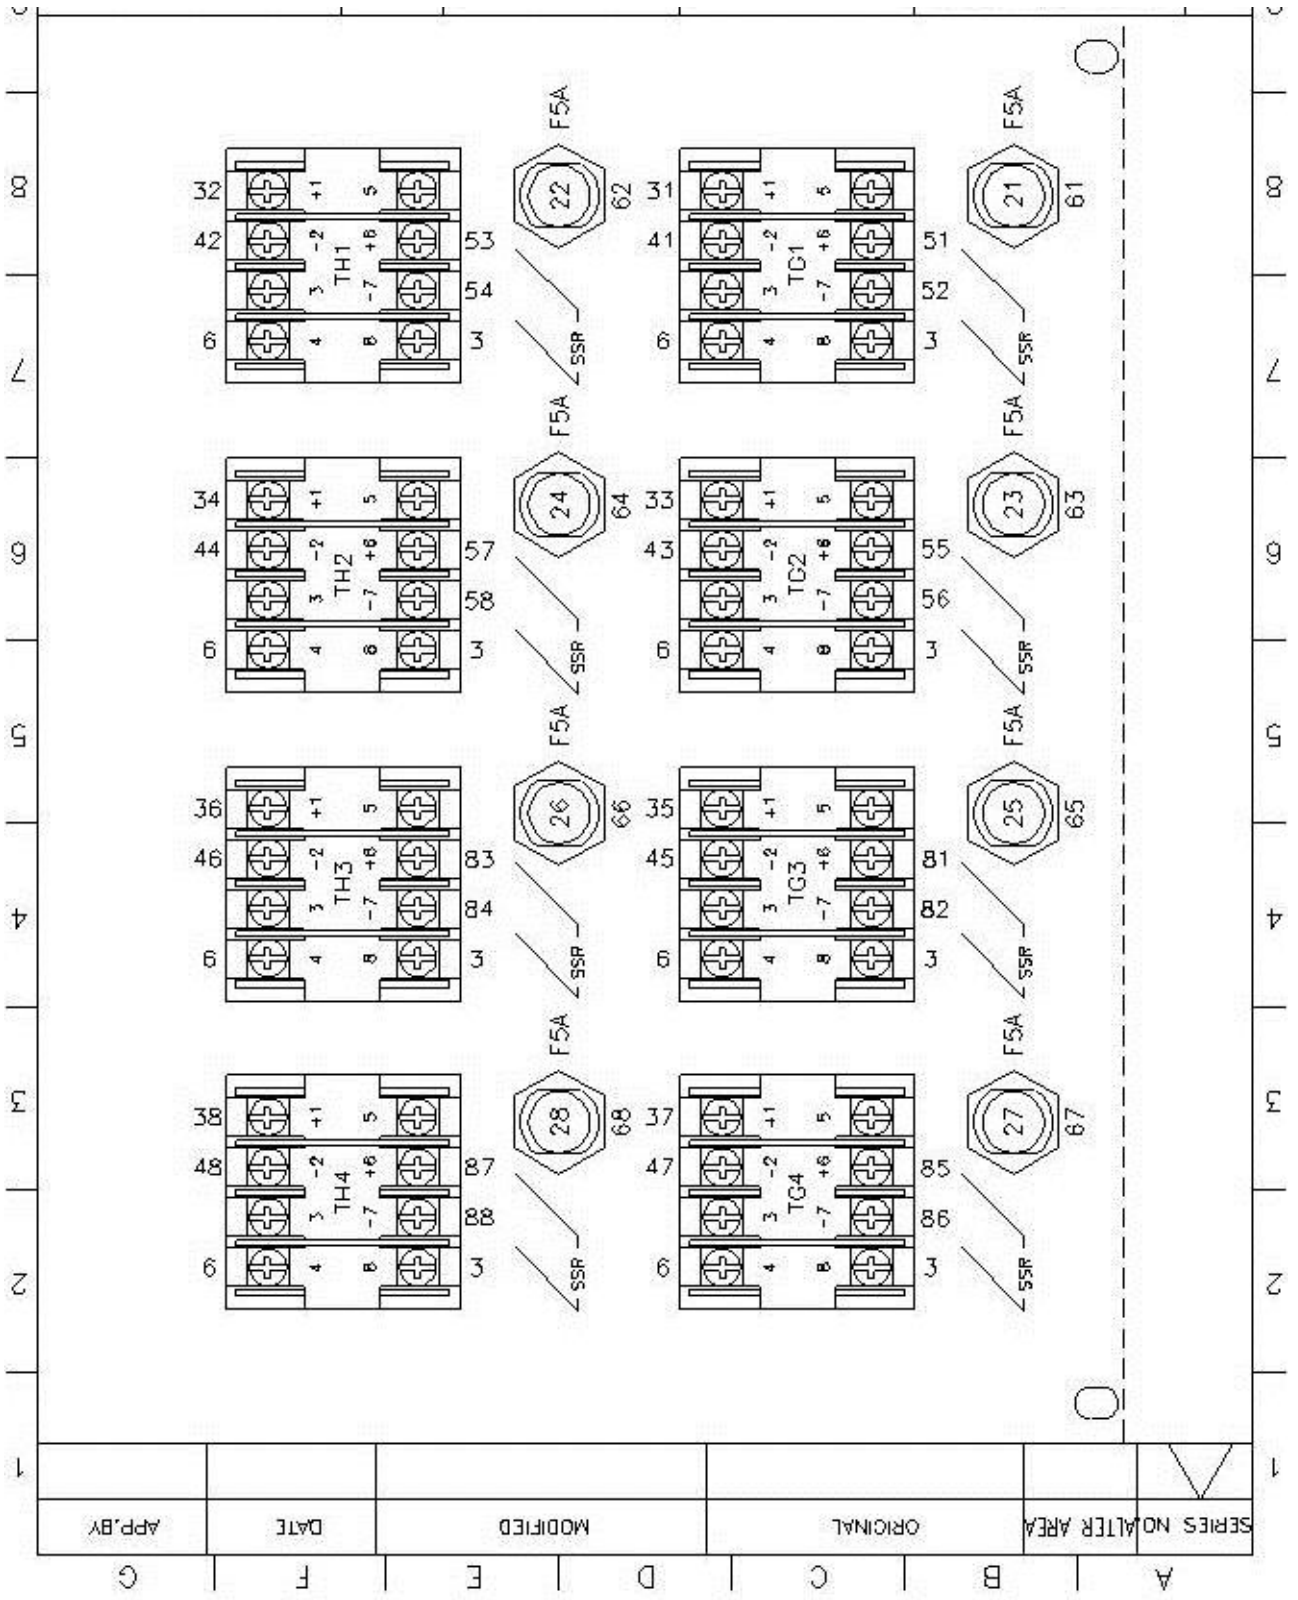 C C
F5A F5A
8 32 +1 5 22 62 31 +1 5 21 61 8
42 -2 +6 53 41 -2 +6 51
TH1 TG1
3 -7 54 3 -7 52
6 4 8 3 SSR 6 4 8 3 SSR
7 7
F5A F5A
34 +1 5 24 64 33 +1 5 23 63
6 44 -2 +6 57 43 -2 +6 55 6
TH2 TG2
3 -7 58 3 -7 56
6 4 8 3 SSR 6 4 8 3 SSR
5 F5A F5A 5
36 +1 5 26 66 35 +1 5 25 65
46 -2 +6 83 45 -2 +6 81
TH3 TG3
4 3 -7 84 3 -7 82 4
6 4 8 3 SSR 6 4 8 3 SSR
F5A F5A
3 38 +1 5 28 68 37 +1 5 27 67 3
48 -2 +6 87 47 -2 +6 85
TH4 TG4
3 -7 88 3 -7 86
6 4 8 3 SSR 6 4 8 3 SSR
2 2
1 1
APP.BY DATE MODIFIED ORICINAL ALTER AREA SERIES NO.
G F E D C B A